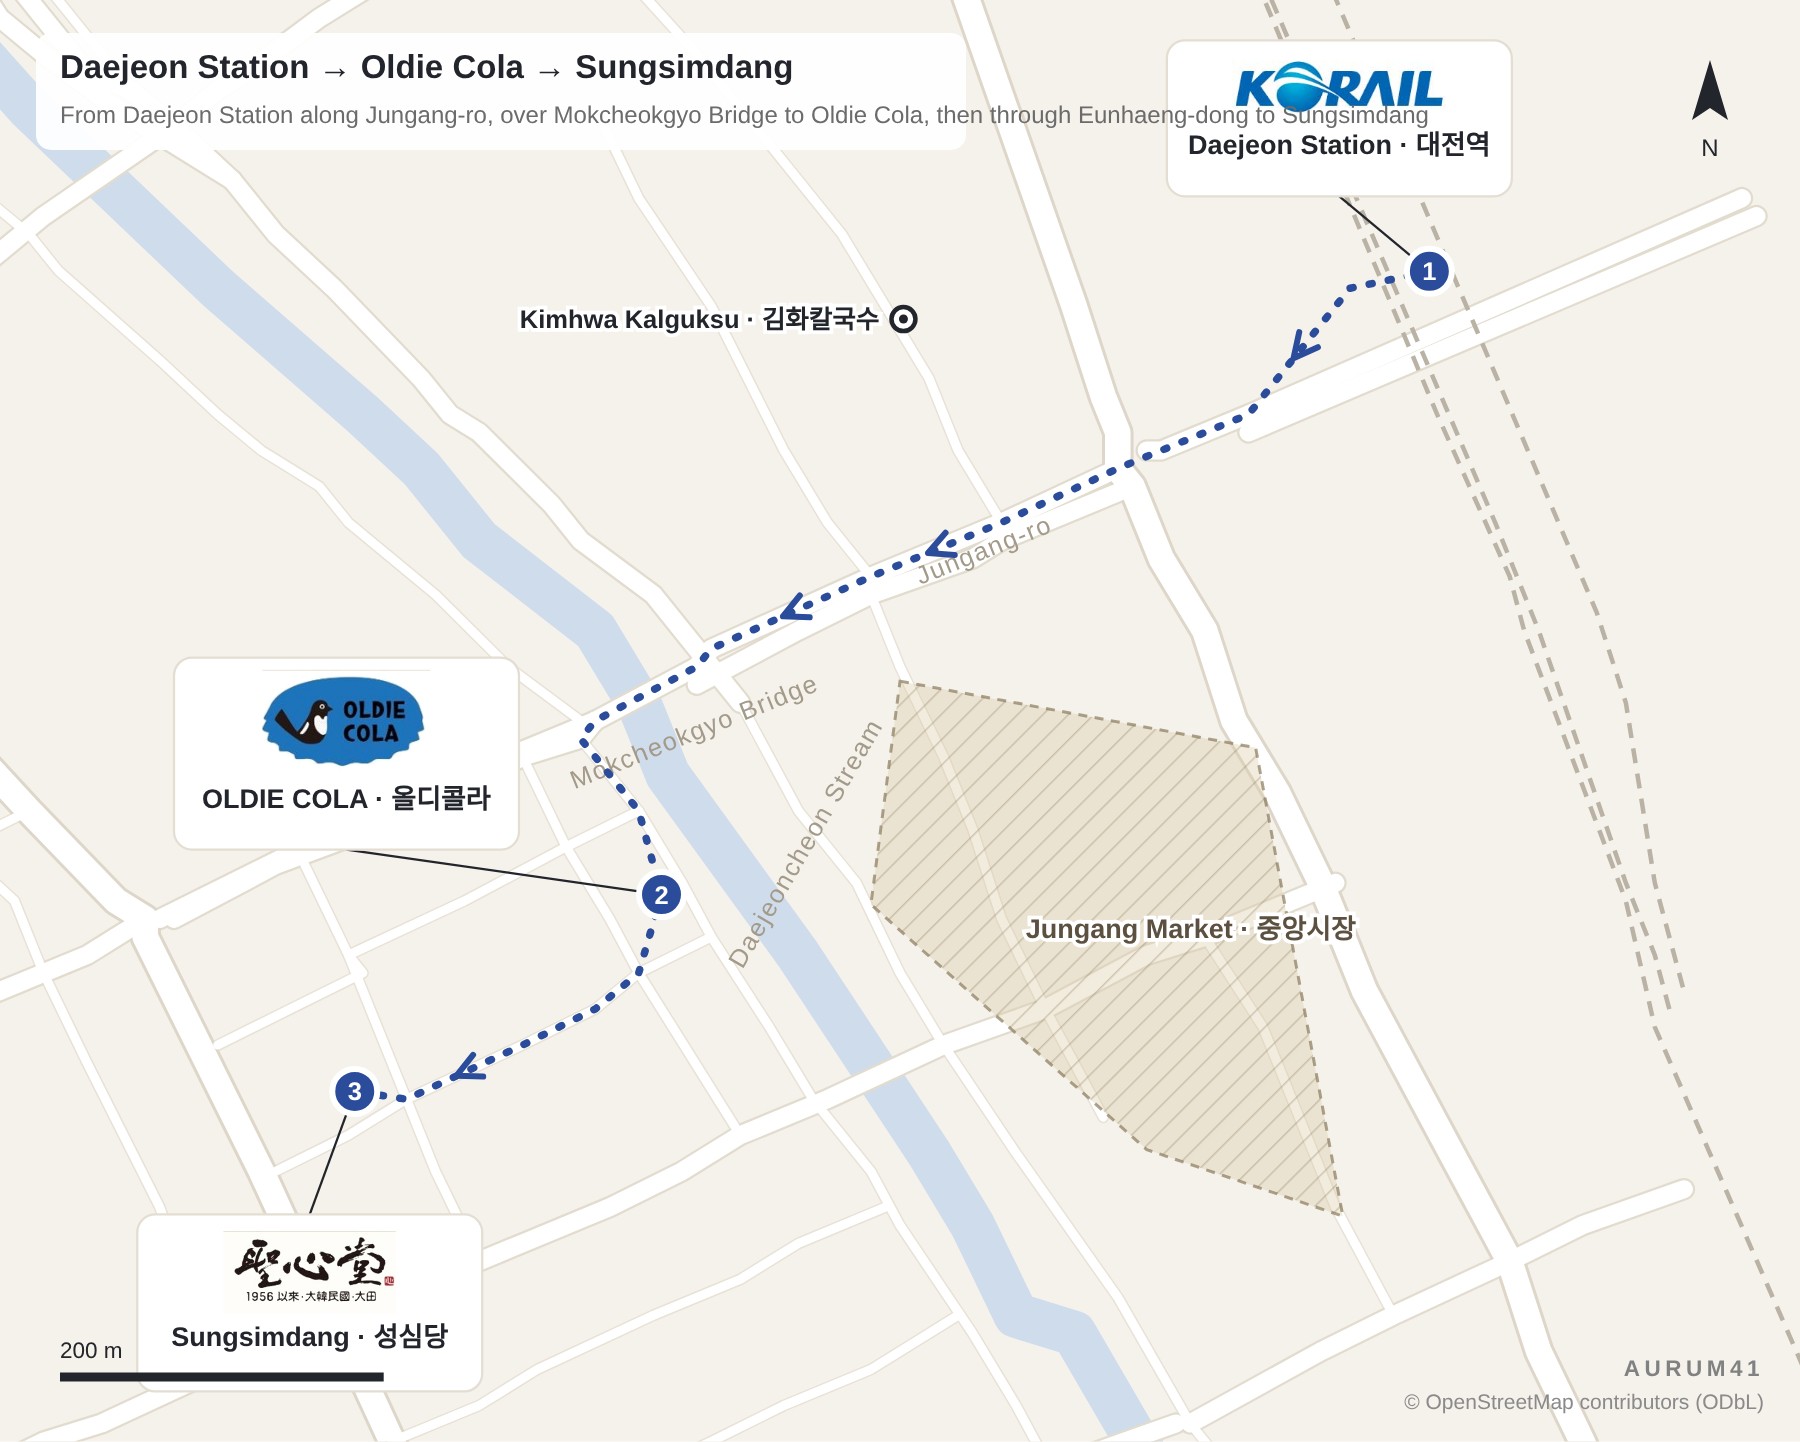 Daejeon Station → Oldie Cola → Sungsimdang
From Daejeon Station along Jungang-ro, over Mokcheokgyo Bridge to Oldie Cola, then through Eunhaeng-dong to Sungsimdang
KORAIL
Daejeon Station · 대전역
N
1
Kimhwa Kalguksu · 김화칼국수
Jungang-ro
Mokcheokgyo Bridge
OLDIE
COLA
OLDIE COLA · 올디콜라
Daejeoncheon Stream
2
Jungang Market · 중앙시장
3
聖心堂
1956 以來·大韓民國·大田
Sungsimdang · 성심당
200 m
AURUM41
© OpenStreetMap contributors (ODbL)